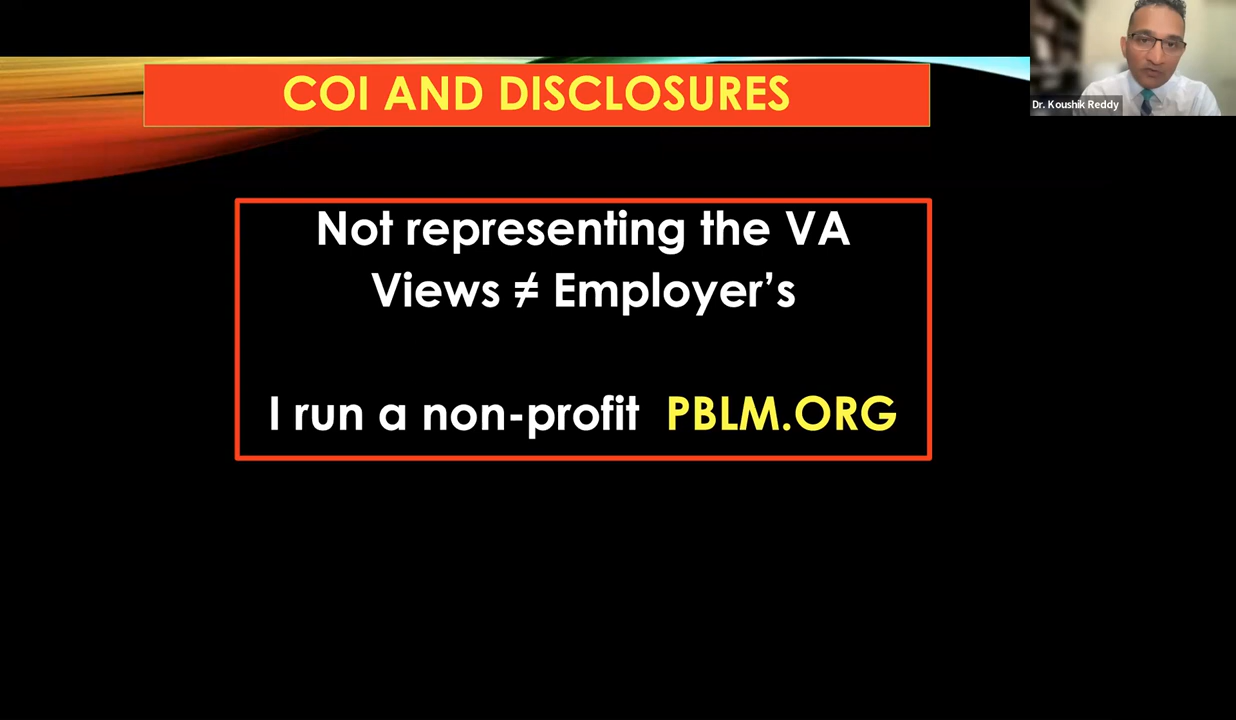 COI AND DISCLOSURES
Dr. Koushik Reddy
Not representing the VA
Views ≠ Employer’s
I run a non-profit PBLM.ORG